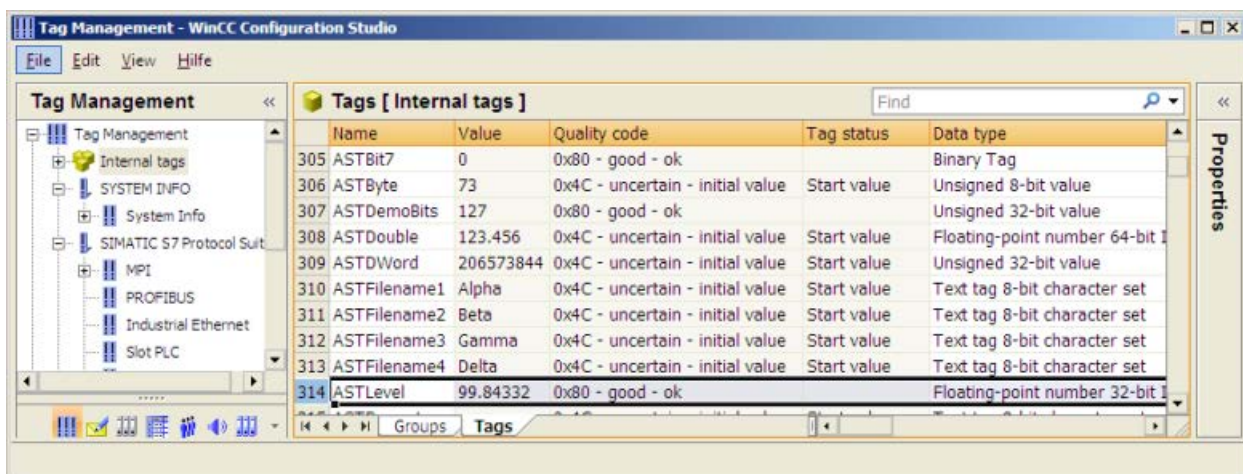 Tag Management - WinCC Configuration Studio
File Edit View Hilfe
Tag Management «
Tag Management
Internal tags
SYSTEM INFO
System Info
SIMATIC S7 Protocol Suit
MPI
PROFIBUS
Industrial Ethernet
Slot PLC
Tags [ Internal tags ] Find
Name Value Quality code Tag status Data type
305 ASTBit7 0 0x80 - good - ok Binary Tag
306 ASTByte 73 0x4C - uncertain - initial value Start value Unsigned 8-bit value
307 ASTDemoBits 127 0x80 - good - ok Unsigned 32-bit value
308 ASTDouble 123.456 0x4C - uncertain - initial value Start value Floating-point number 64-bit I
309 ASTDWord 206573844 0x4C - uncertain - initial value Start value Unsigned 32-bit value
310 ASTFilename1 Alpha 0x4C - uncertain - initial value Start value Text tag 8-bit character set
311 ASTFilename2 Beta 0x4C - uncertain - initial value Start value Text tag 8-bit character set
312 ASTFilename3 Gamma 0x4C - uncertain - initial value Start value Text tag 8-bit character set
313 ASTFilename4 Delta 0x4C - uncertain - initial value Start value Text tag 8-bit character set
314 ASTLevel 99.84332 0x80 - good - ok Floating-point number 32-bit I
Groups Tags
«
Properties